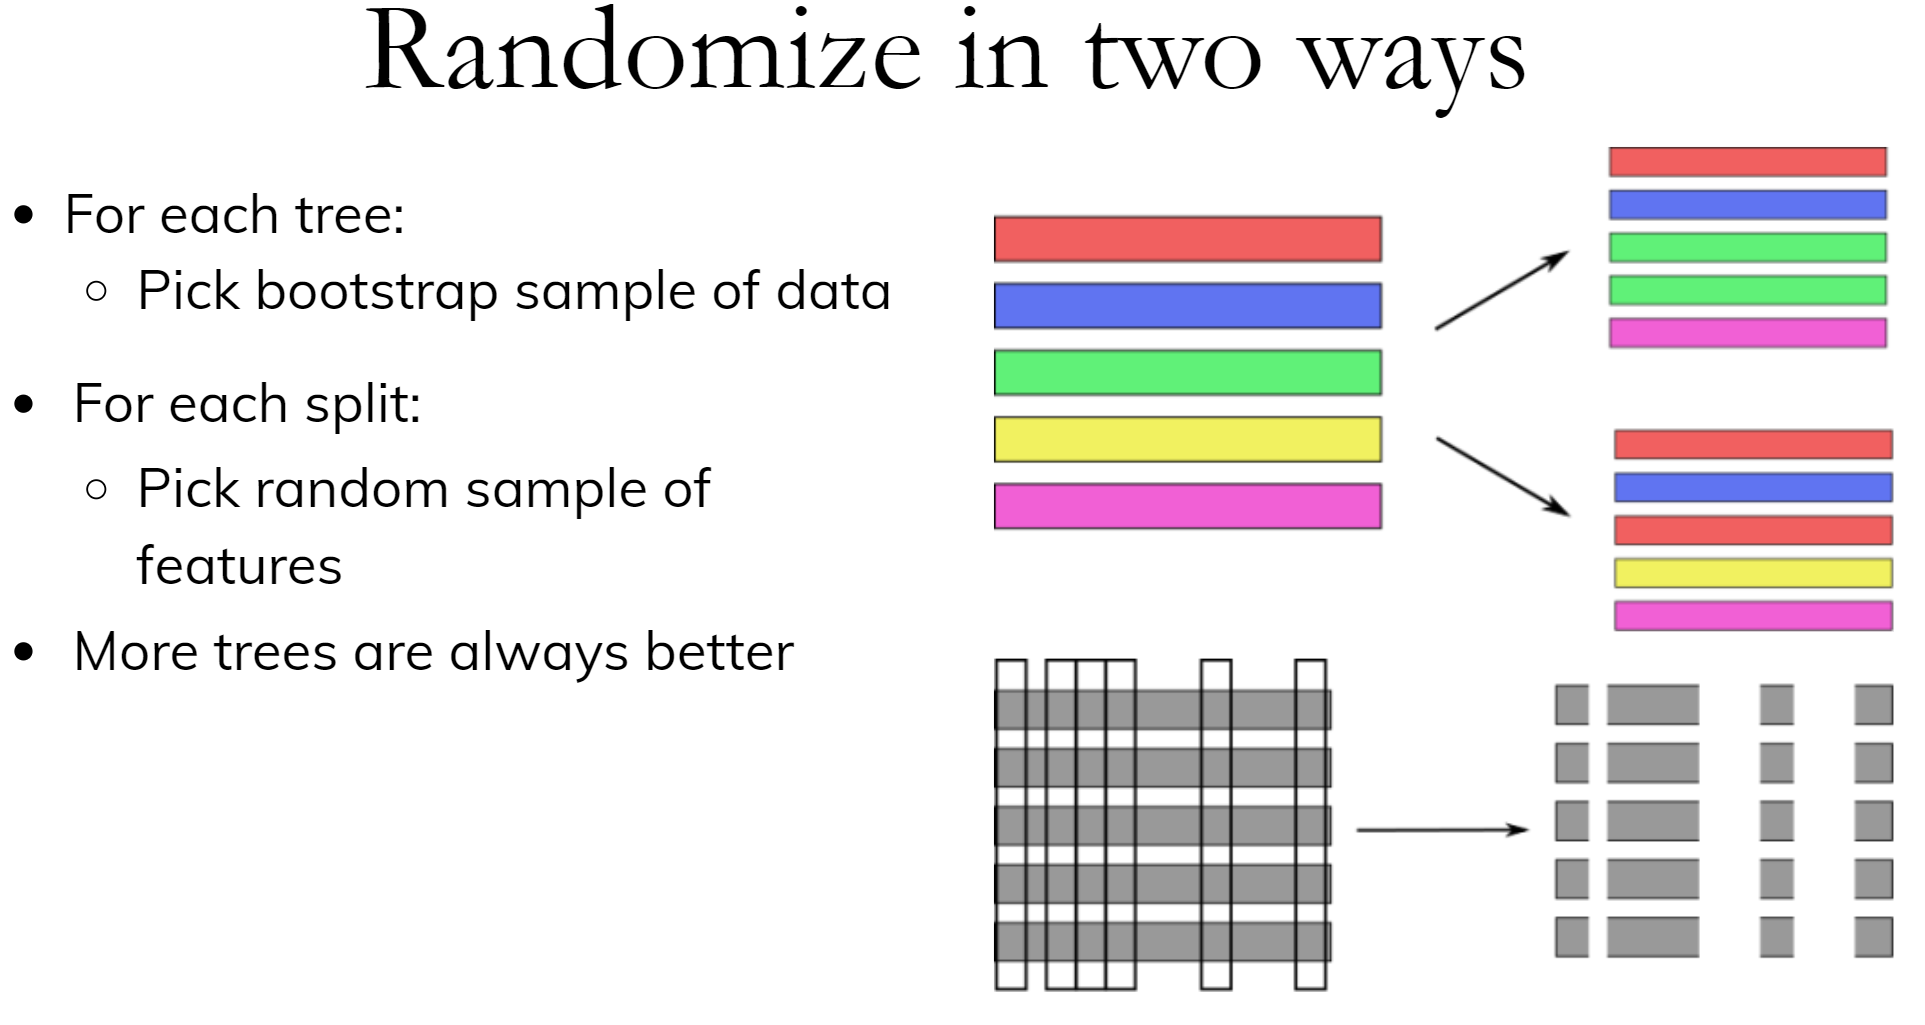 Randomize in two ways
• For each tree:
○ Pick bootstrap sample of data
• For each split:
○ Pick random sample of
features
• More trees are always better